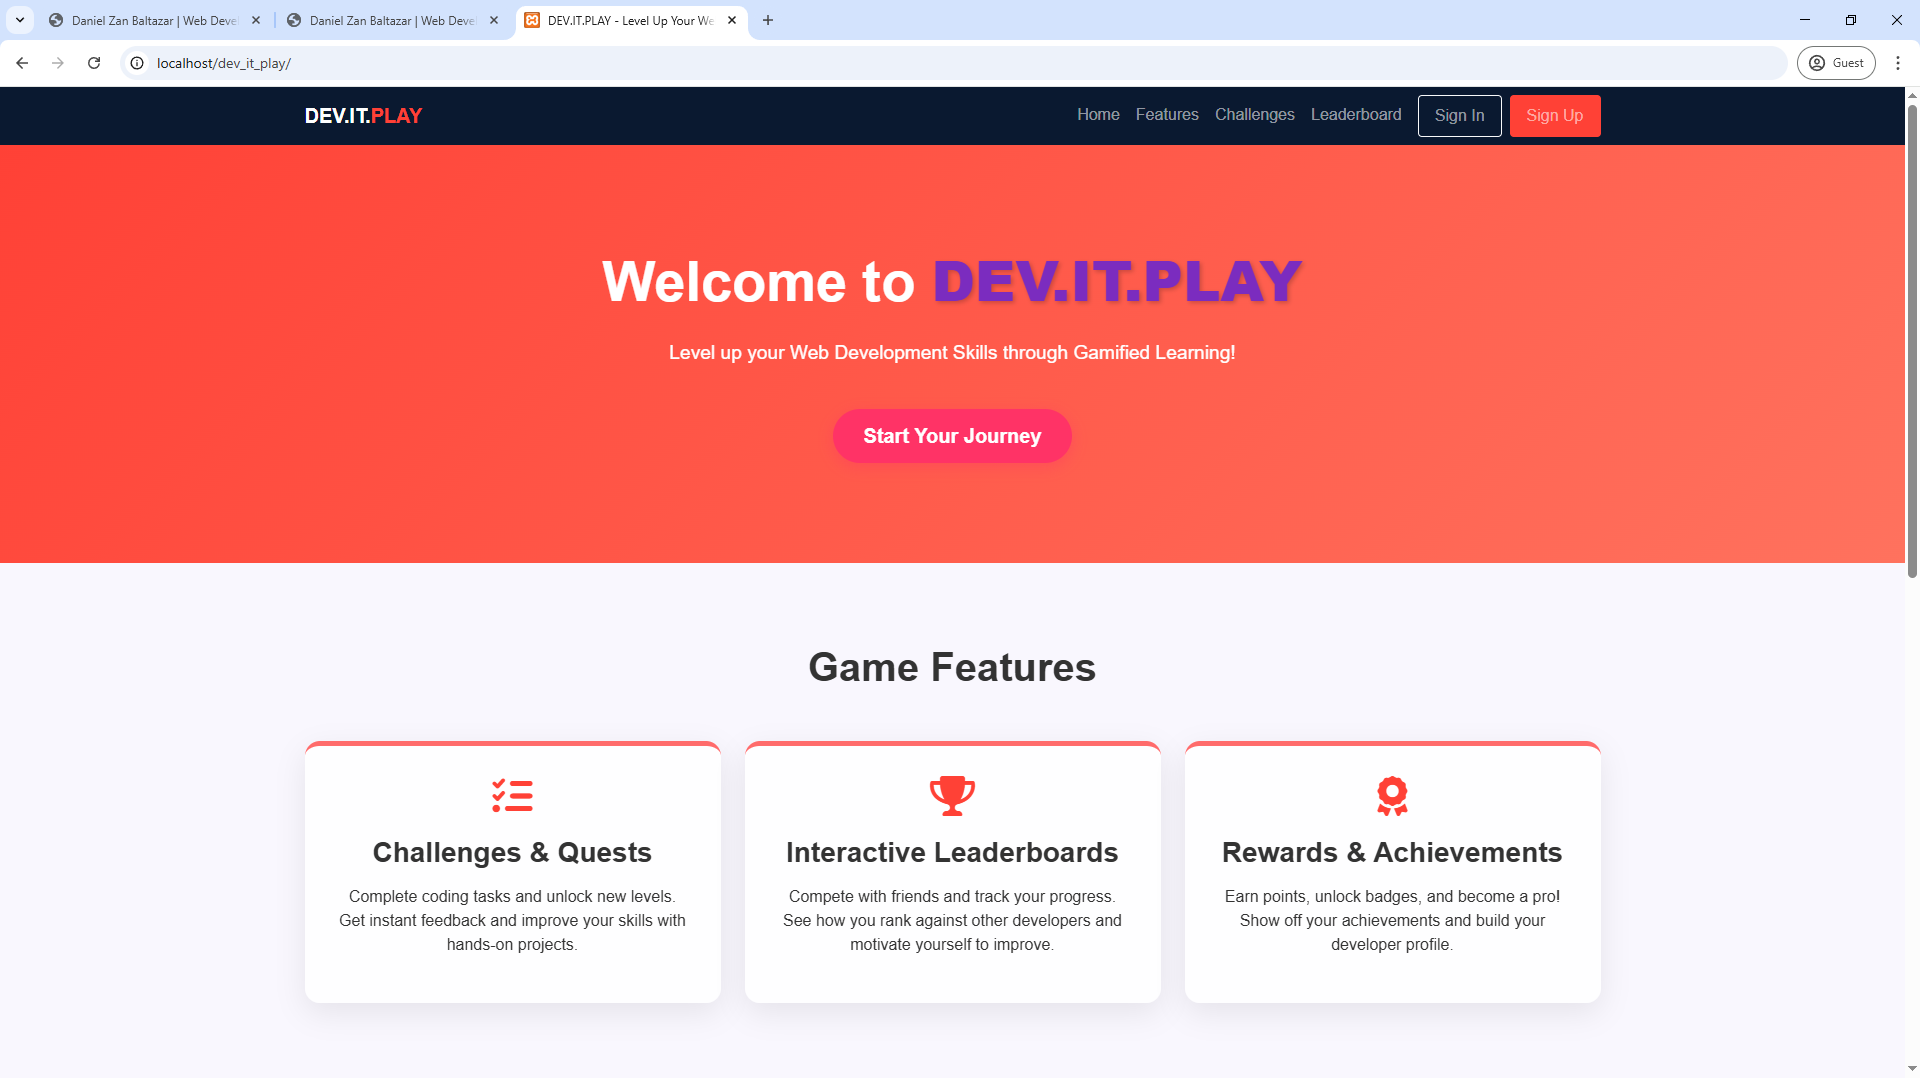 Daniel Zan Baltazar | Web Deve
Daniel Zan Baltazar | Web Deve
DEV.IT.PLAY - Level Up Your We
localhost/dev_it_play/
Guest
DEV.IT.PLAY
Home
Features
Challenges
Leaderboard
Sign In
Sign Up
Welcome to DEV.IT.PLAY
Level up your Web Development Skills through Gamified Learning!
Start Your Journey
Game Features
Challenges & Quests
Complete coding tasks and unlock new levels.
Get instant feedback and improve your skills with
hands-on projects.
Interactive Leaderboards
Compete with friends and track your progress.
See how you rank against other developers and
motivate yourself to improve.
Rewards & Achievements
Earn points, unlock badges, and become a pro!
Show off your achievements and build your
developer profile.